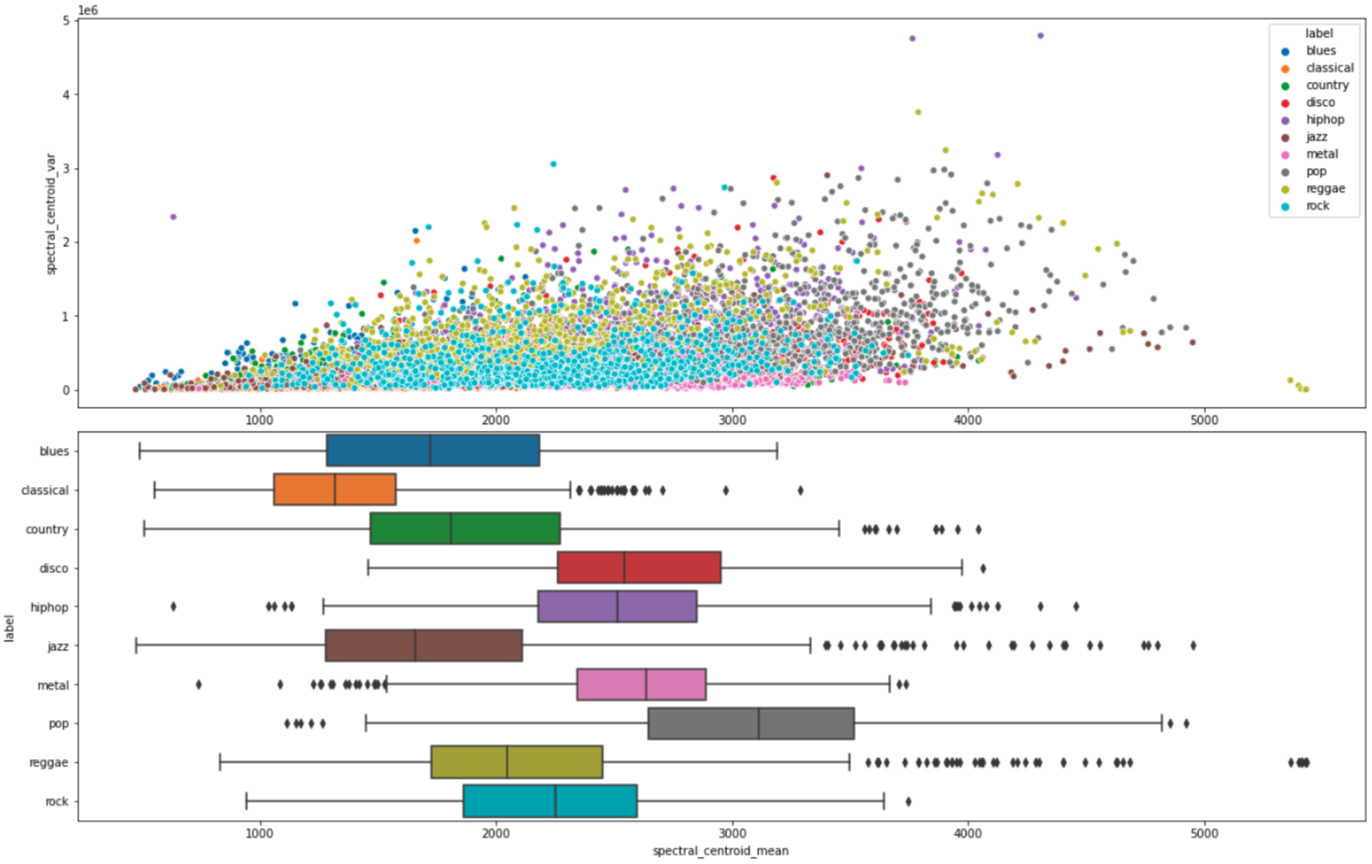 1e6
5
4
3
2
1
0
spectral_centroid_var
label
blues
classical
country
disco
hiphop
jazz
metal
pop
reggae
rock
1000 2000 3000 4000 5000
blues
classical
country
disco
hiphop
jazz
metal
pop
reggae
rock
label
1000 2000 3000 4000 5000
spectral_centroid_mean